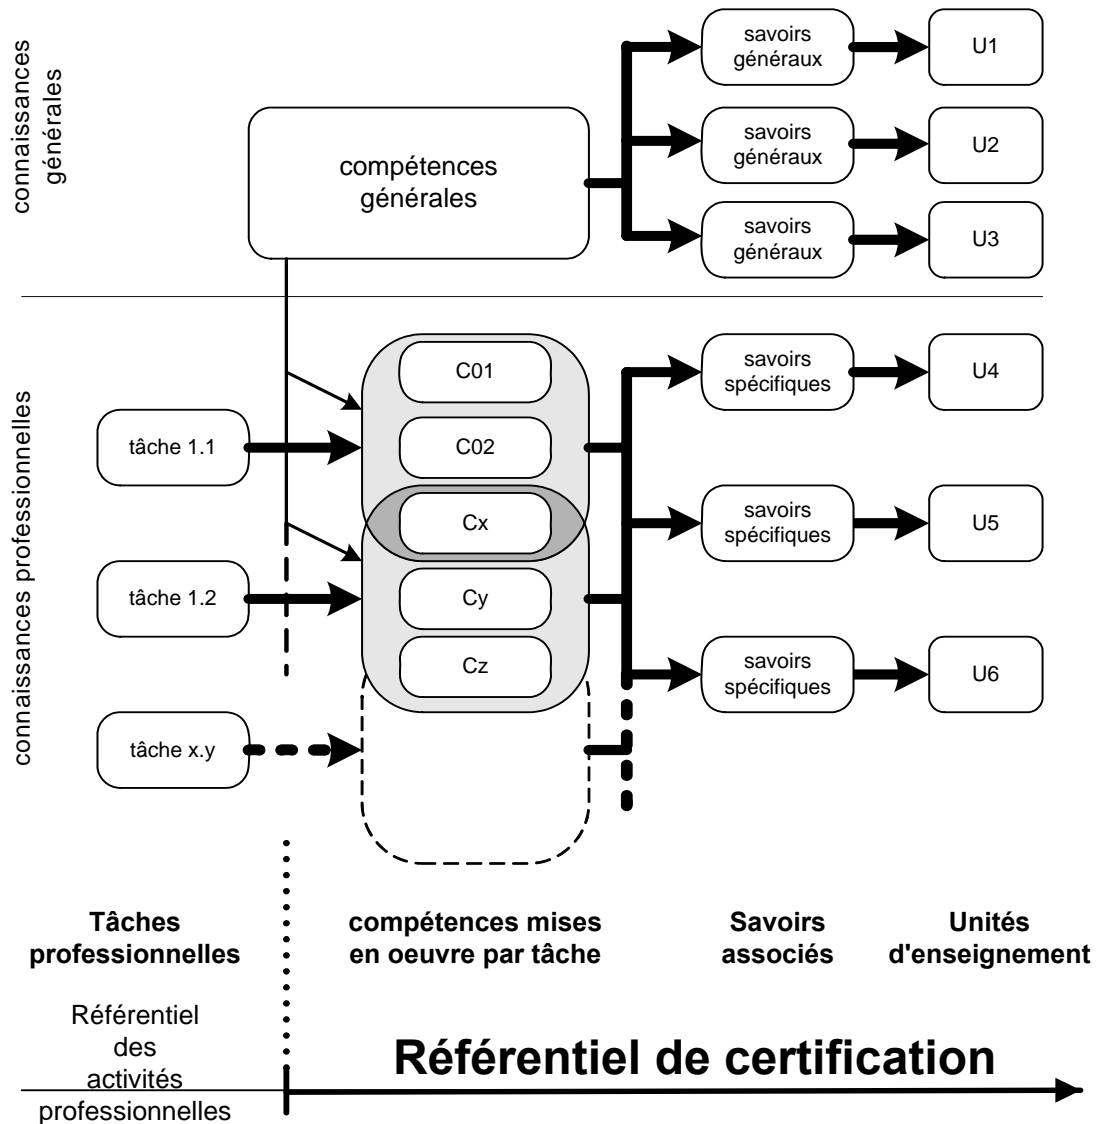 connaissances
générales
compétences
générales
savoirs
généraux
U1
savoirs
généraux
U2
savoirs
généraux
U3
connaissances professionnelles
C01
C02
Cx
Cy
Cz
tâche 1.1
tâche 1.2
tâche x.y
savoirs
spécifiques
U4
savoirs
spécifiques
U5
savoirs
spécifiques
U6
Tâches
professionnelles
compétences mises
en oeuvre par tâche
Savoirs
associés
Unités
d'enseignement
Référentiel
des
activités
professionnelles
Référentiel de certification